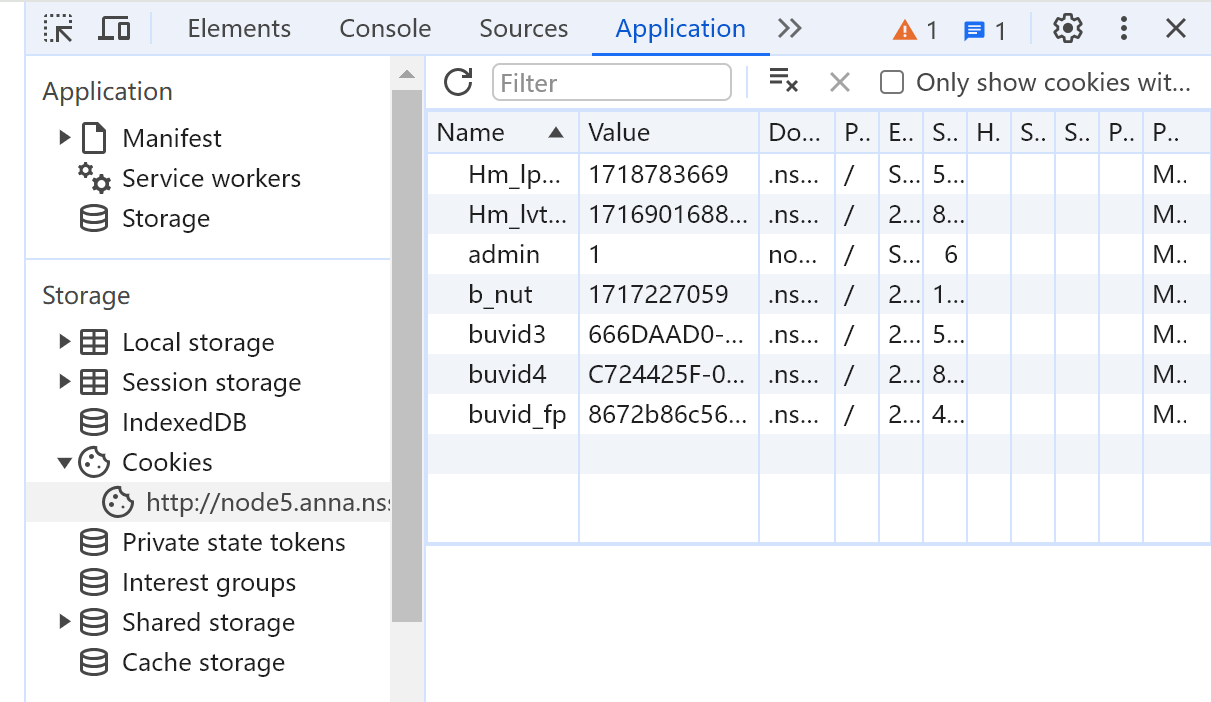 Elements Console Sources Application 1 1
Application
Manifest
Service workers
Storage
Storage
Local storage
Session storage
IndexedDB
Cookies
http://node5.anna.nss
Private state tokens
Interest groups
Shared storage
Cache storage
Filter Only show cookies wit...
Name Value Do... P.. E.. S.. H. S.. S.. P.. P..
Hm_lp... 1718783669 .ns... / S... 5... M..
Hm_lvt... 1716901688... .ns... / 2... 8... M..
admin 1 no... / S... 6 M..
b_nut 1717227059 .ns... / 2... 1... M..
buvid3 666DAAD0-... .ns... / 2... 5... M..
buvid4 C724425F-0... .ns... / 2... 8... M..
buvid_fp 8672b86c56... .ns... / 2... 4... M..